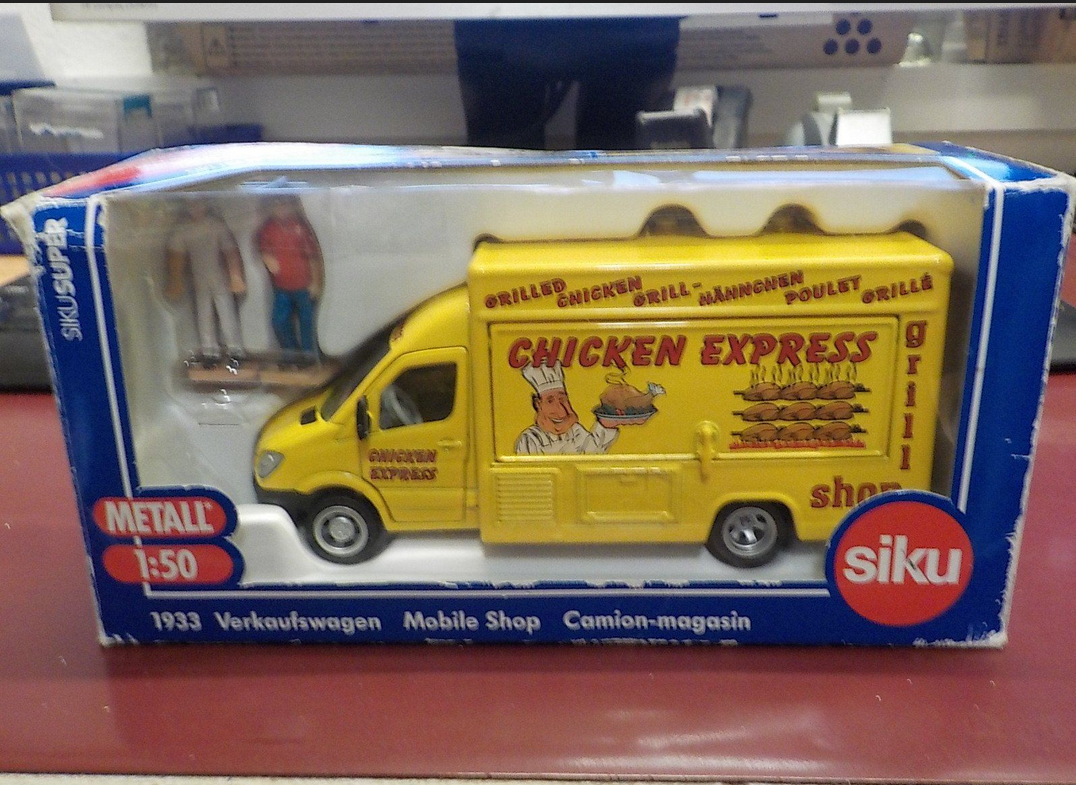 SIKUSUPER
GRILLED CHICKEN GRILL-HÄHNCHEN POULET GRILLÉ
CHICKEN EXPRESS
grill
shop
CHICKEN
EXPRESS
METALL
1:50
siku
1933 Verkaufswagen Mobile Shop Camion-magasin